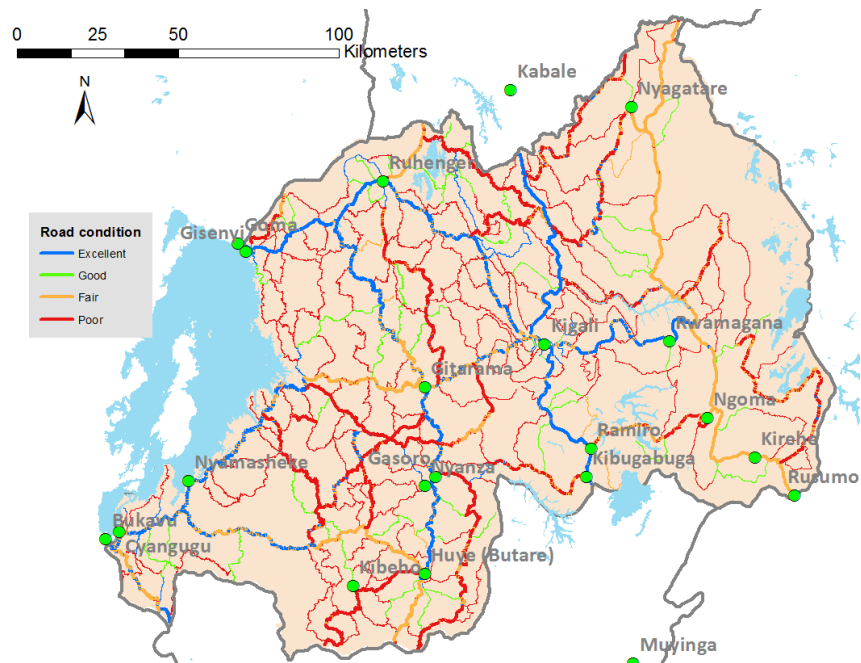 0 25 50 100
Kilometers
N
Kabale
Nyagatare
Ruhenger
Goma
Gisenyi
Road condition
Excellent
Good
Fair
Poor
Kigali
Rwamagana
Gitarama
Ngoma
Ramiro
Kirehe
Nyamasheke
Gasoro
Nyanza
Kibugabuga
Rusumo
Bukavu
Cyangugu
Huye (Butare)
Kibeho
Muyinga